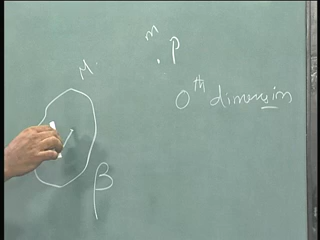 m
. P
M.
0th dimension
β